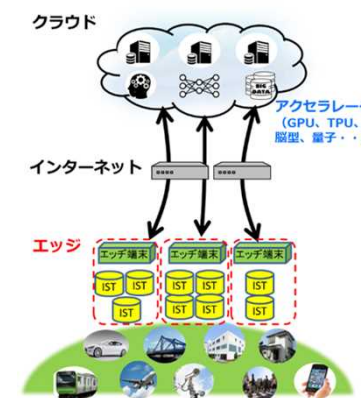 クラウド
BIG
DATA
アクセラレー
（GPU、TPU、
脳型、量子・・
インターネット
エッジ
エッヂ端末 エッヂ端末 エッヂ端末
IST IST IST IST IST
IST IST IST IST